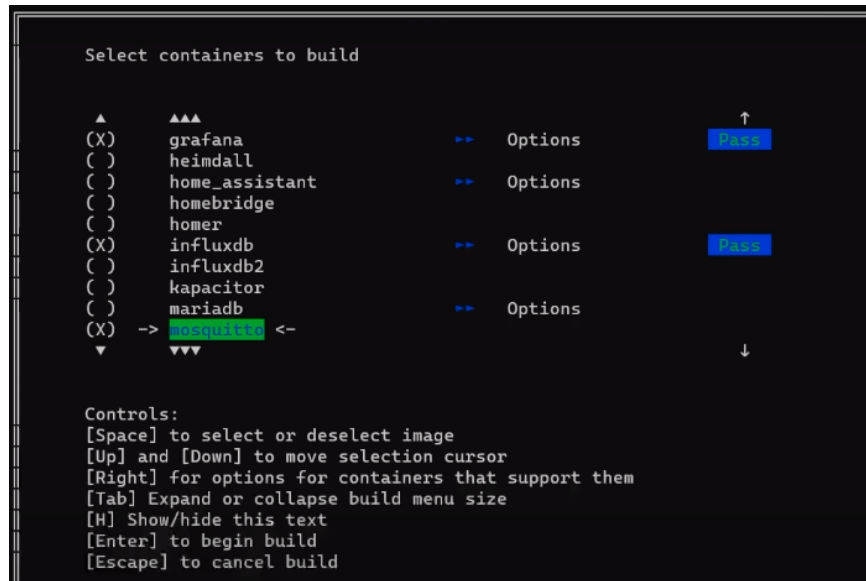 Select containers to build
▲ ▲▲▲ ↑
(X) grafana ►► Options Pass
( ) heimdall
( ) home_assistant ►► Options
( ) homebridge
( ) homer
(X) influxdb ►► Options Pass
( ) influxdb2
( ) kapacitor
( ) mariadb ►► Options
(X) -> mosquitto <-
▼ ▼▼▼ ↓
Controls:
[Space] to select or deselect image
[Up] and [Down] to move selection cursor
[Right] for options for containers that support them
[Tab] Expand or collapse build menu size
[H] Show/hide this text
[Enter] to begin build
[Escape] to cancel build